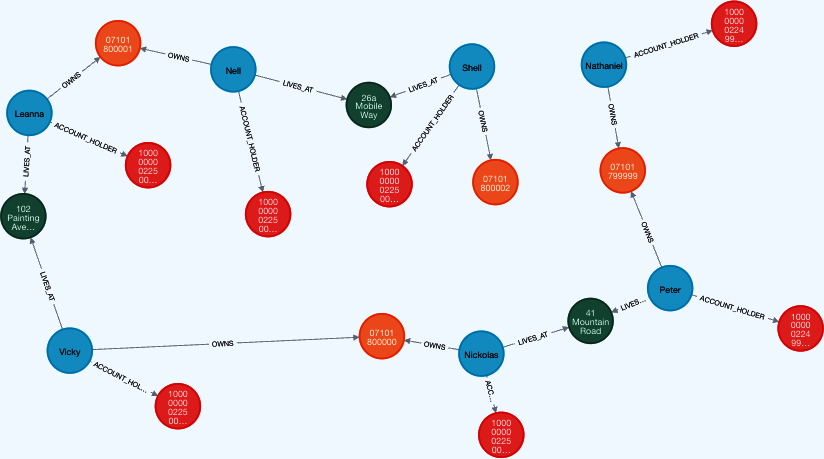 1000
0000
0224
99...
ACCOUNT_HOLDER
Nathaniel
OWNS
07101
799999
07101
800001
OWNS
OWNS
Neil
LIVES_AT
26a
Mobile
Way
LIVES_AT
Shell
ACCOUNT_HOLDER
OWNS
1000
0000
0225
00...
07101
800002
Leanna
ACCOUNT_HOLDER
1000
0000
0225
00...
ACCOUNT_HOLDER
1000
0000
0225
00...
LIVES_AT
102
Painting
Ave...
LIVES_AT
Vicky
ACCOUNT_HOL...
1000
0000
0225
00...
OWNS
07101
800000
OWNS
Nickolas
ACC...
1000
0000
0225
00...
LIVES_AT
41
Mountain
Road
LIVES...
Peter
OWNS
ACCOUNT_HOLDER
1000
0000
0224
99...